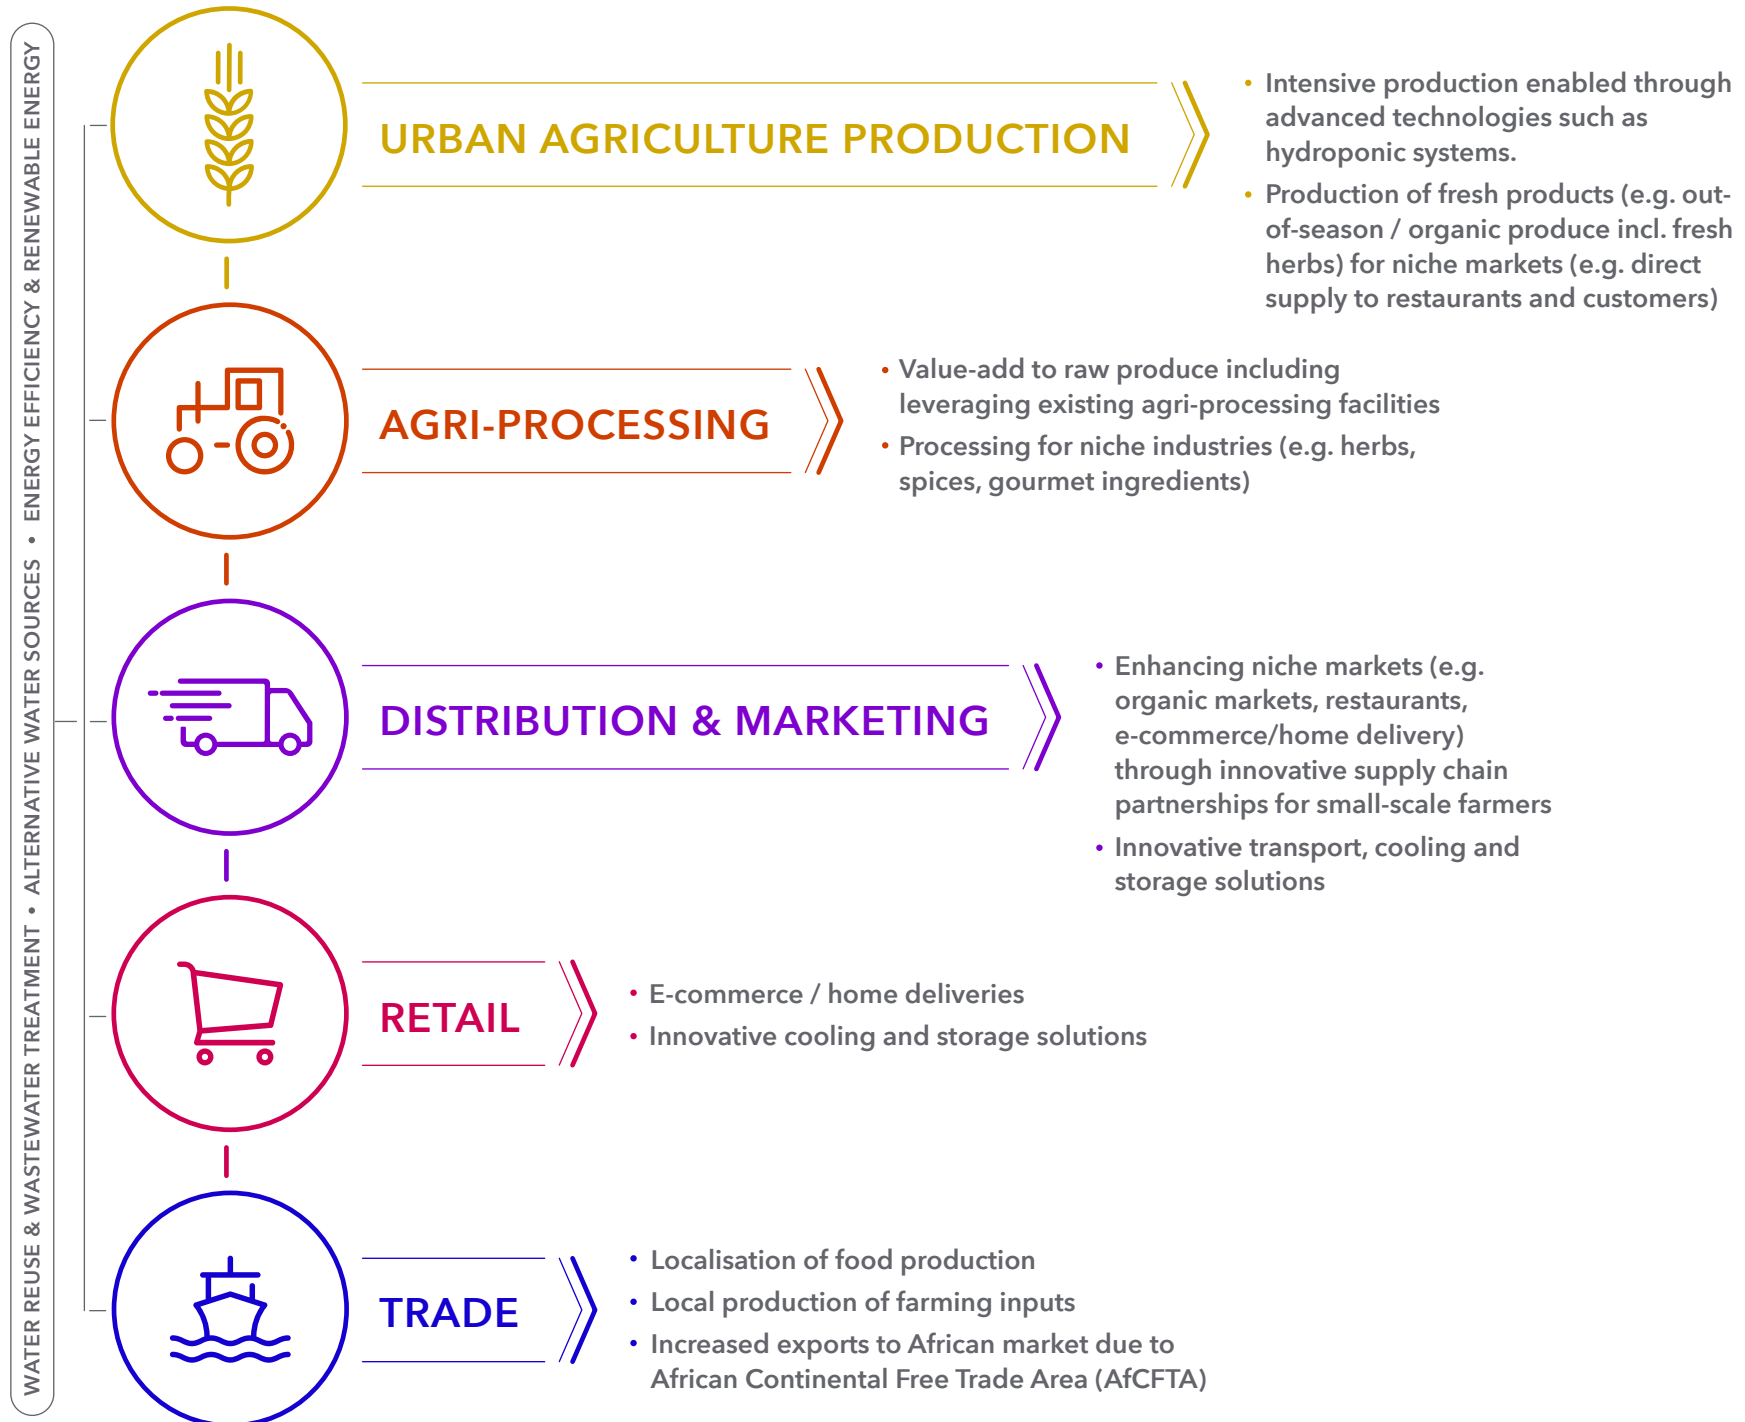 WATER REUSE & WASTEWATER TREATMENT • ALTERNATIVE WATER SOURCES • ENERGY EFFICIENCY & RENEWABLE ENERGY
URBAN AGRICULTURE PRODUCTION
• Intensive production enabled through
advanced technologies such as
hydroponic systems.
• Production of fresh products (e.g. out-
of-season / organic produce incl. fresh
herbs) for niche markets (e.g. direct
supply to restaurants and customers)
AGRI-PROCESSING
• Value-add to raw produce including
leveraging existing agri-processing facilities
• Processing for niche industries (e.g. herbs,
spices, gourmet ingredients)
DISTRIBUTION & MARKETING
• Enhancing niche markets (e.g.
organic markets, restaurants,
e-commerce/home delivery)
through innovative supply chain
partnerships for small-scale farmers
• Innovative transport, cooling and
storage solutions
RETAIL
• E-commerce / home deliveries
• Innovative cooling and storage solutions
TRADE
• Localisation of food production
• Local production of farming inputs
• Increased exports to African market due to
African Continental Free Trade Area (AfCFTA)